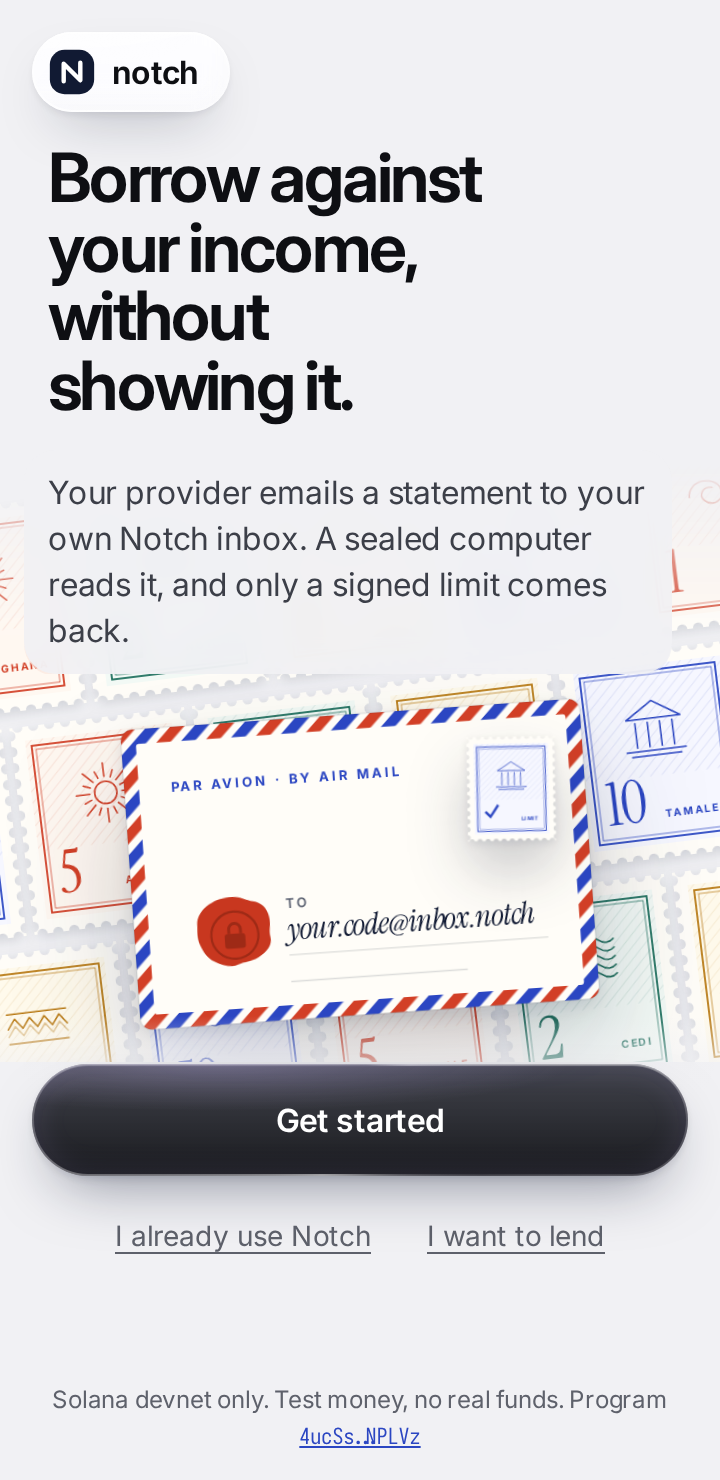 notch
Borrow against
your income,
without
showing it.
Your provider emails a statement to your
own Notch inbox. A sealed computer
reads it, and only a signed limit comes
back.
PAR AVION · BY AIR MAIL
LIMIT
5
10
TAMALE
TO
your.code@inbox.notch
2
CEDI
5
Get started
I already use Notch
I want to lend
Solana devnet only. Test money, no real funds. Program
4ucSs..NPLVz